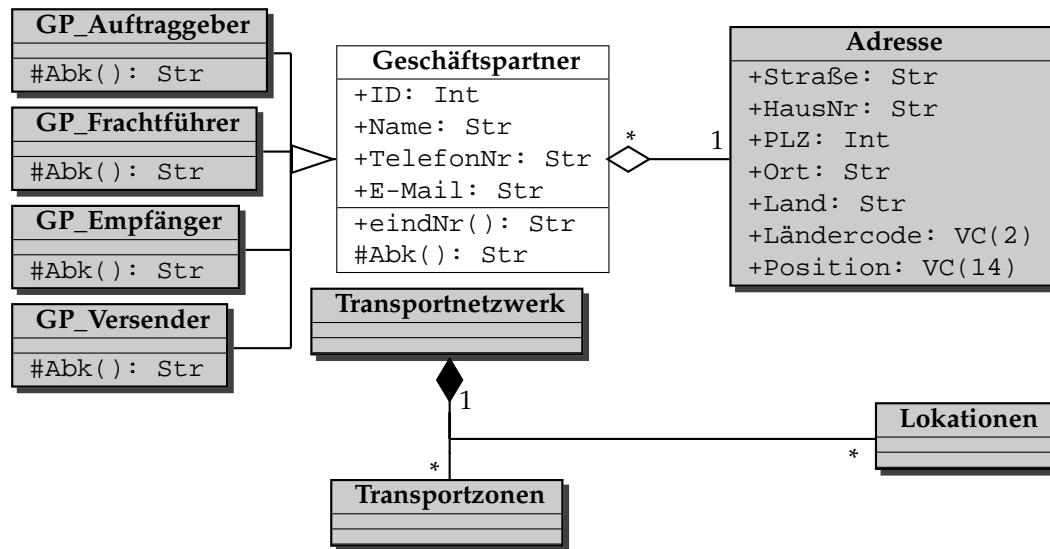 GP_Auftraggeber
#Abk(): Str
GP_Frachtführer
#Abk(): Str
GP_Empfänger
#Abk(): Str
GP_Versender
#Abk(): Str
Geschäftspartner
+ID: Int
+Name: Str
+TelefonNr: Str
+E-Mail: Str
+eindNr(): Str
#Abk(): Str
* 1
Adresse
+Straße: Str
+HausNr: Str
+PLZ: Int
+Ort: Str
+Land: Str
+Ländercode: VC(2)
+Position: VC(14)
Transportnetzwerk
1
*
*
Lokationen
Transportzonen